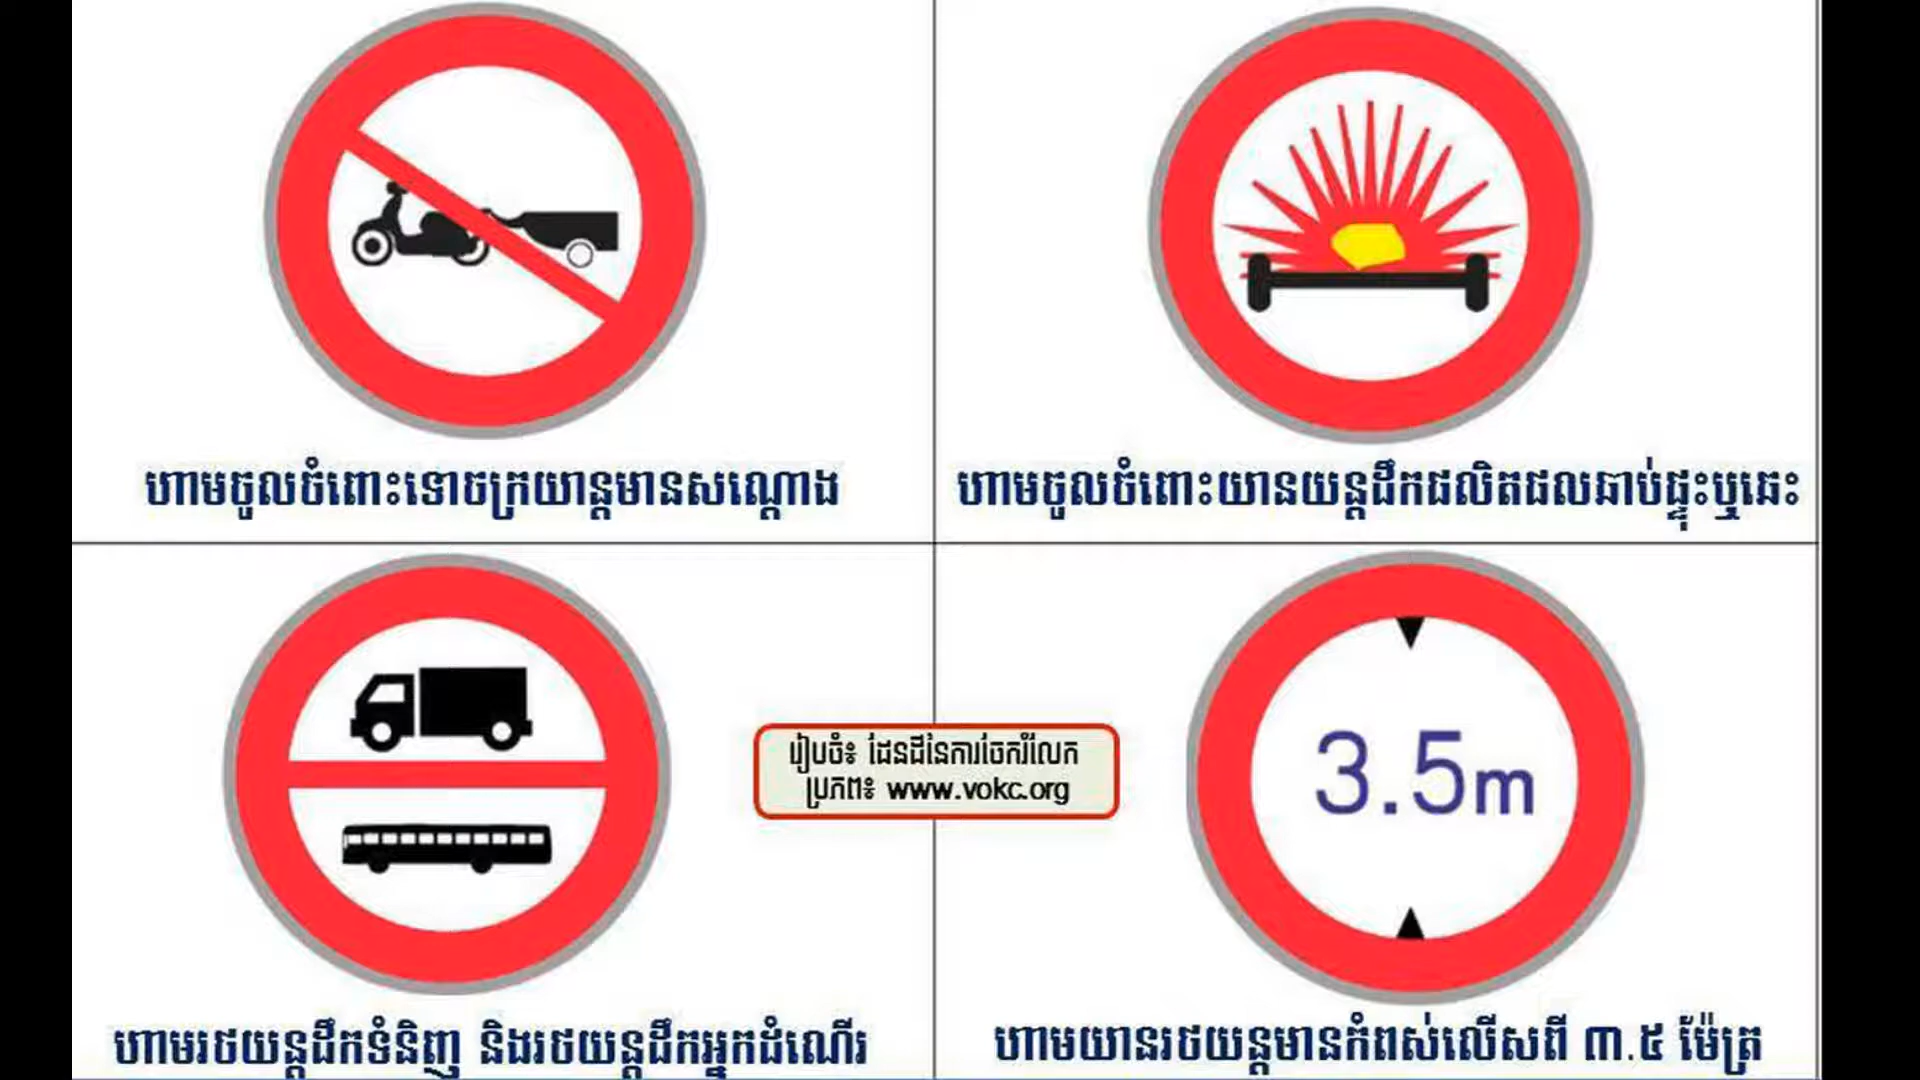 ហាមចូលចំពោះទោចក្រយាន្តមានសណ្តោង
ហាមចូលចំពោះយានយន្តដឹកផលិតផលឆាប់ផ្ទុះឬឆេះ
រៀបចំ៖ ដែនដីនៃការចែករំលែក
ប្រភព៖ www.vokc.org
3.5m
ហាមរថយន្តដឹកទំនិញ និងរថយន្តដឹកអ្នកដំណើរ
ហាមយានរថយន្តមានកំពស់លើសពី ៣.៥ ម៉ែត្រ